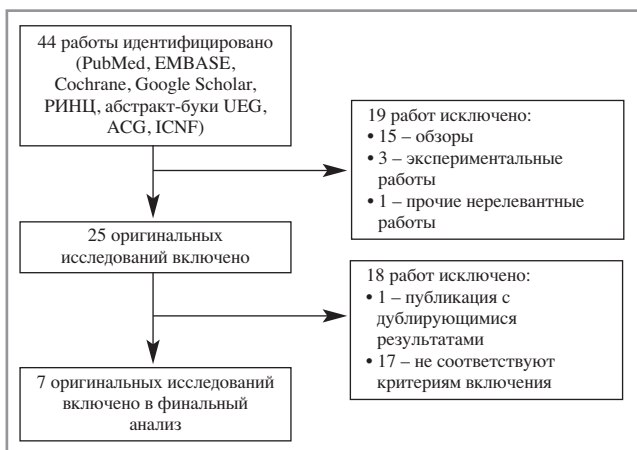 44 работы идентифицировано
(PubMed, EMBASE,
Cochrane, Google Scholar,
РИНЦ, абстракт-буки UEG,
ACG, ICNF)
19 работ исключено:
• 15 – обзоры
• 3 – экспериментальные
работы
• 1 – прочие нерелевантные
работы
25 оригинальных
исследований включено
18 работ исключено:
• 1 – публикация с
дублирующимися
результатами
• 17 – не соответствуют
критериям включения
7 оригинальных исследований
включено в финальный
анализ